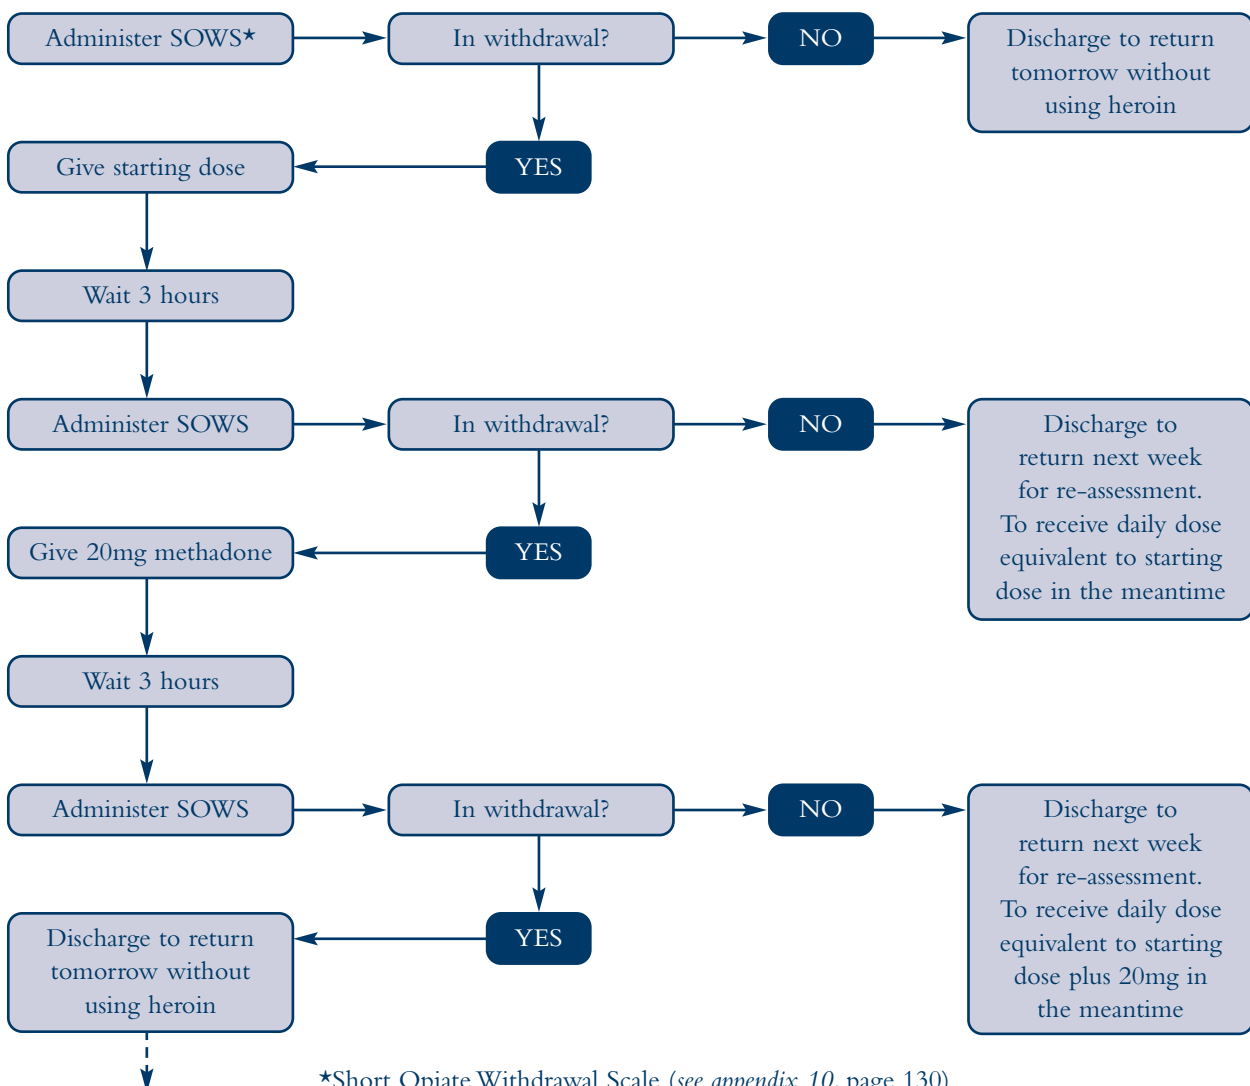 Administer SOWS★
In withdrawal?
NO
Discharge to return
tomorrow without
using heroin
YES
Give starting dose
Wait 3 hours
Administer SOWS
In withdrawal?
NO
Discharge to
return next week
for re-assessment.
To receive daily dose
equivalent to starting
dose in the meantime
YES
Give 20mg methadone
Wait 3 hours
Administer SOWS
In withdrawal?
NO
Discharge to
return next week
for re-assessment.
To receive daily dose
equivalent to starting
dose plus 20mg in
the meantime
YES
Discharge to return
tomorrow without
using heroin
★Short Opiate Withdrawal Scale (see appendix 10, page 130)